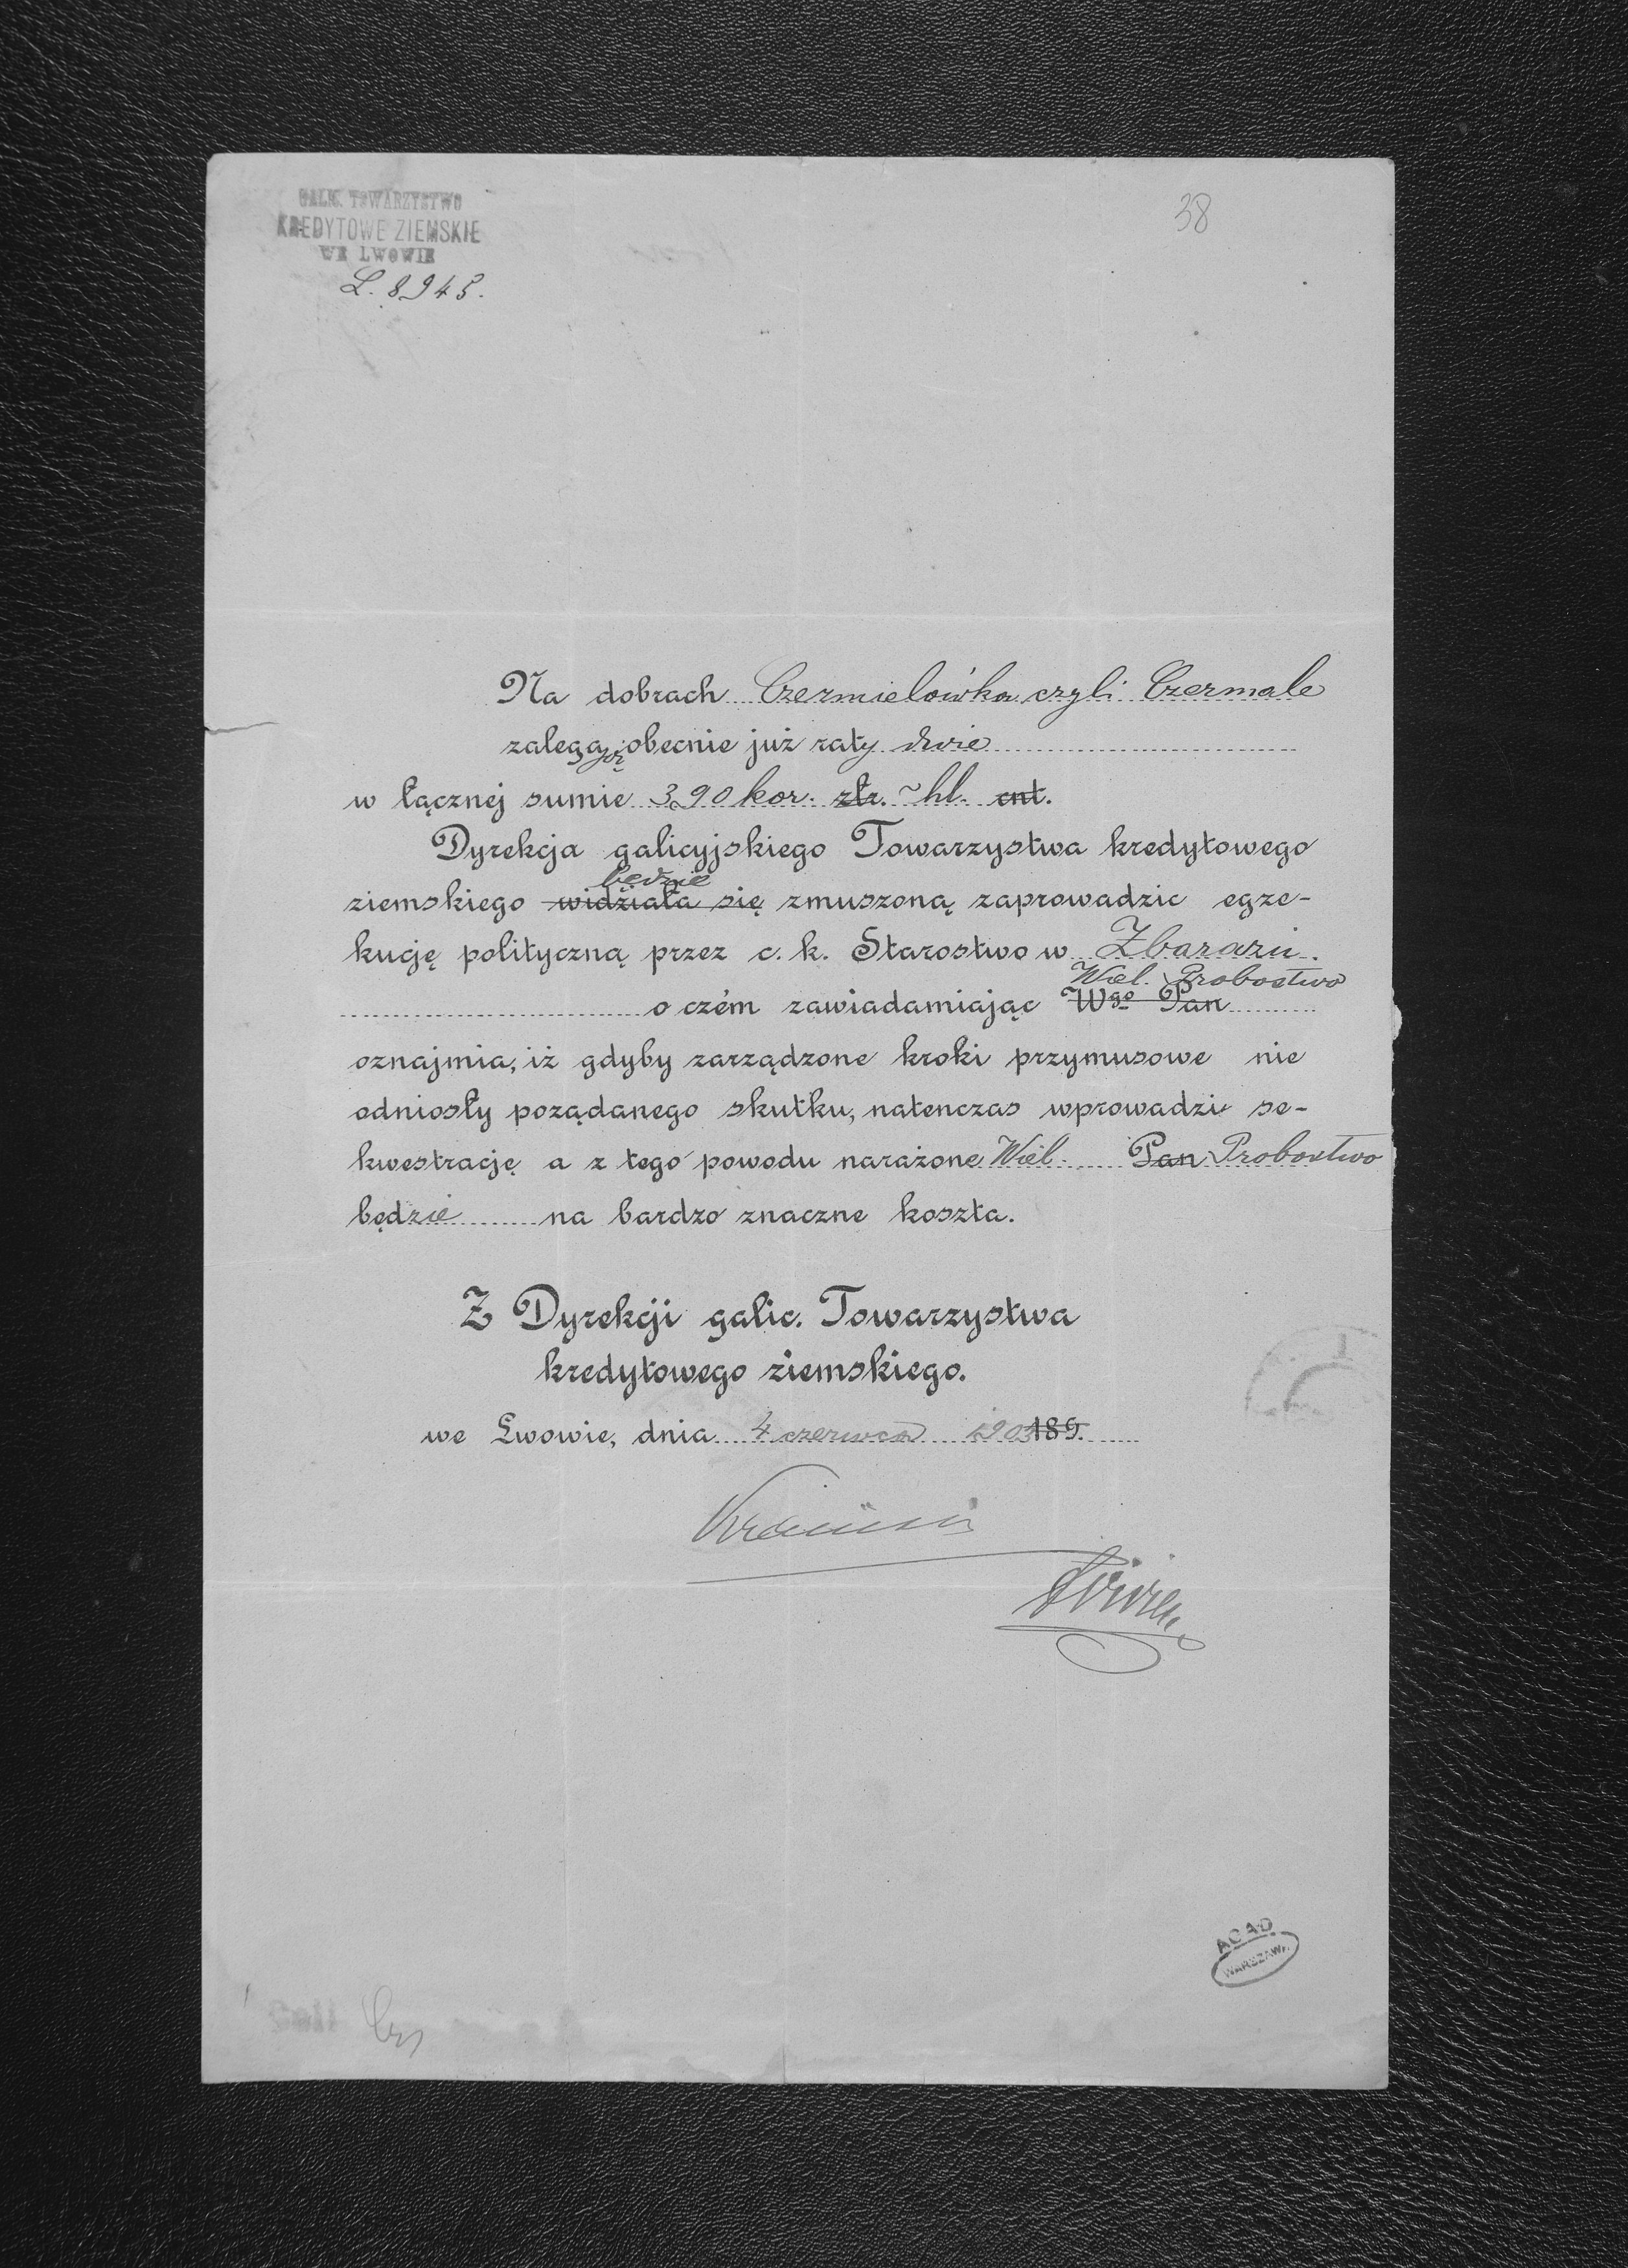 GALIC. TOWARZYSTWO
KREDYTOWE ZIEMSKIE
WE LWOWIE
L. 8945.
38
Na dobrach Czermielówka czyli Czermale
zalegają obecnie już raty dwie
w łącznej sumie 390 kor. złr. ~ hl. cnt.
Dyrekcja galicyjskiego Towarzystwa kredytowego
będzie
ziemskiego widziała się zmuszoną zaprowadzic egze-
kucję polityczną przez c. k. Starostwo w Zbarażu.
Wiel. Probostwo
o czém zawiadamiając Wgo Pan
oznajmia, iż gdyby zarządzone kroki przymusowe nie
odniosły pożądanego skutku, natenczas wprowadzi se-
kwestrację a z tego powodu narażone Wiel. Pan Probostwo
będzie na bardzo znaczne koszta.
Z Dyrekcji galic. Towarzystwa
kredytowego ziemskiego.
we Lwowie, dnia 4 czerwca 1903 189.
AGAD
WARSZAWA